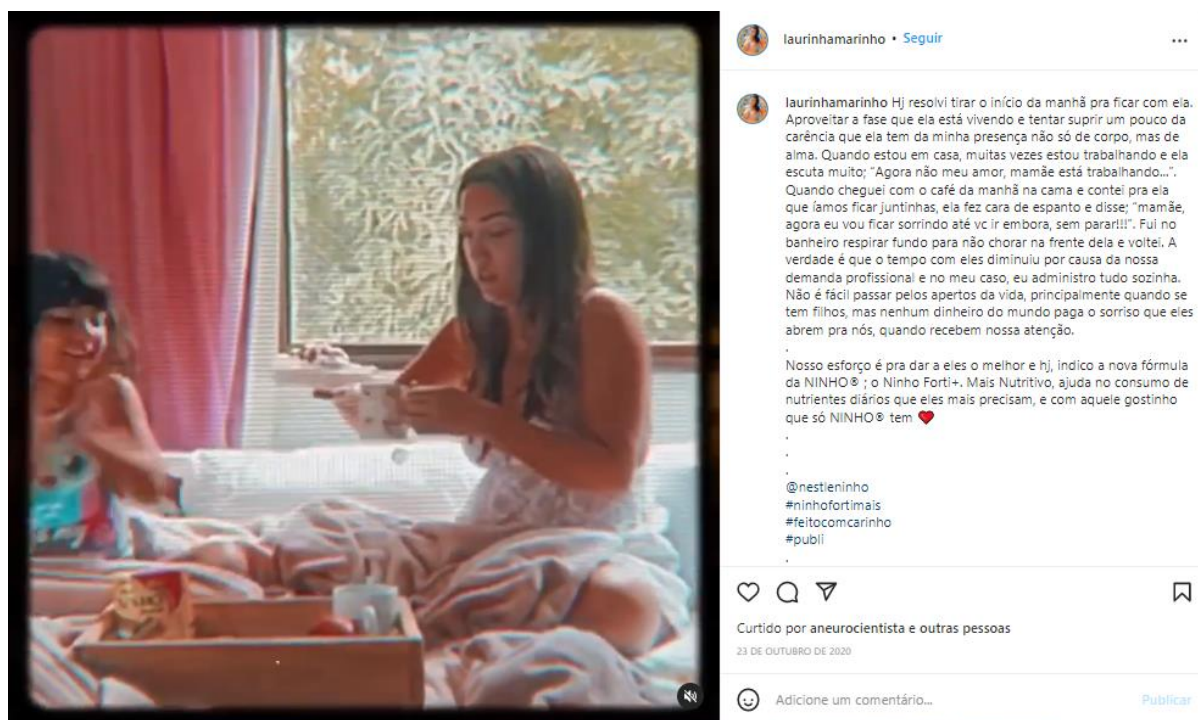 laurinhamarinho • Seguir
laurinhamarinho Hj resolvi tirar o início da manhã pra ficar com ela.
Aproveitar a fase que ela está vivendo e tentar suprir um pouco da
carência que ela tem da minha presença não só de corpo, mas de
alma. Quando estou em casa, muitas vezes estou trabalhando e ela
escuta muito; “Agora não meu amor, mamãe está trabalhando...”.
Quando cheguei com o café da manhã na cama e contei pra ela
que íamos ficar juntinhas, ela fez cara de espanto e disse; “mamãe,
agora eu vou ficar sorrindo até vc ir embora, sem parar!!!”. Fui no
banheiro respirar fundo para não chorar na frente dela e voltei. A
verdade é que o tempo com eles diminuiu por causa da nossa
demanda profissional e no meu caso, eu administro tudo sozinha.
Não é fácil passar pelos apertos da vida, principalmente quando se
tem filhos, mas nenhum dinheiro do mundo paga o sorriso que eles
abrem pra nós, quando recebem nossa atenção.
.
Nosso esforço é pra dar a eles o melhor e hj, indico a nova fórmula
da NINHO® ; o Ninho Forti+. Mais Nutritivo, ajuda no consumo de
nutrientes diários que eles mais precisam, e com aquele gostinho
que só NINHO® tem ❤️
.
.
.
@nestleninho
#ninhofortimais
#feitocomcarinho
#publi
.
Curtido por aneurocientista e outras pessoas
23 DE OUTUBRO DE 2020
Adicione um comentário... Publicar